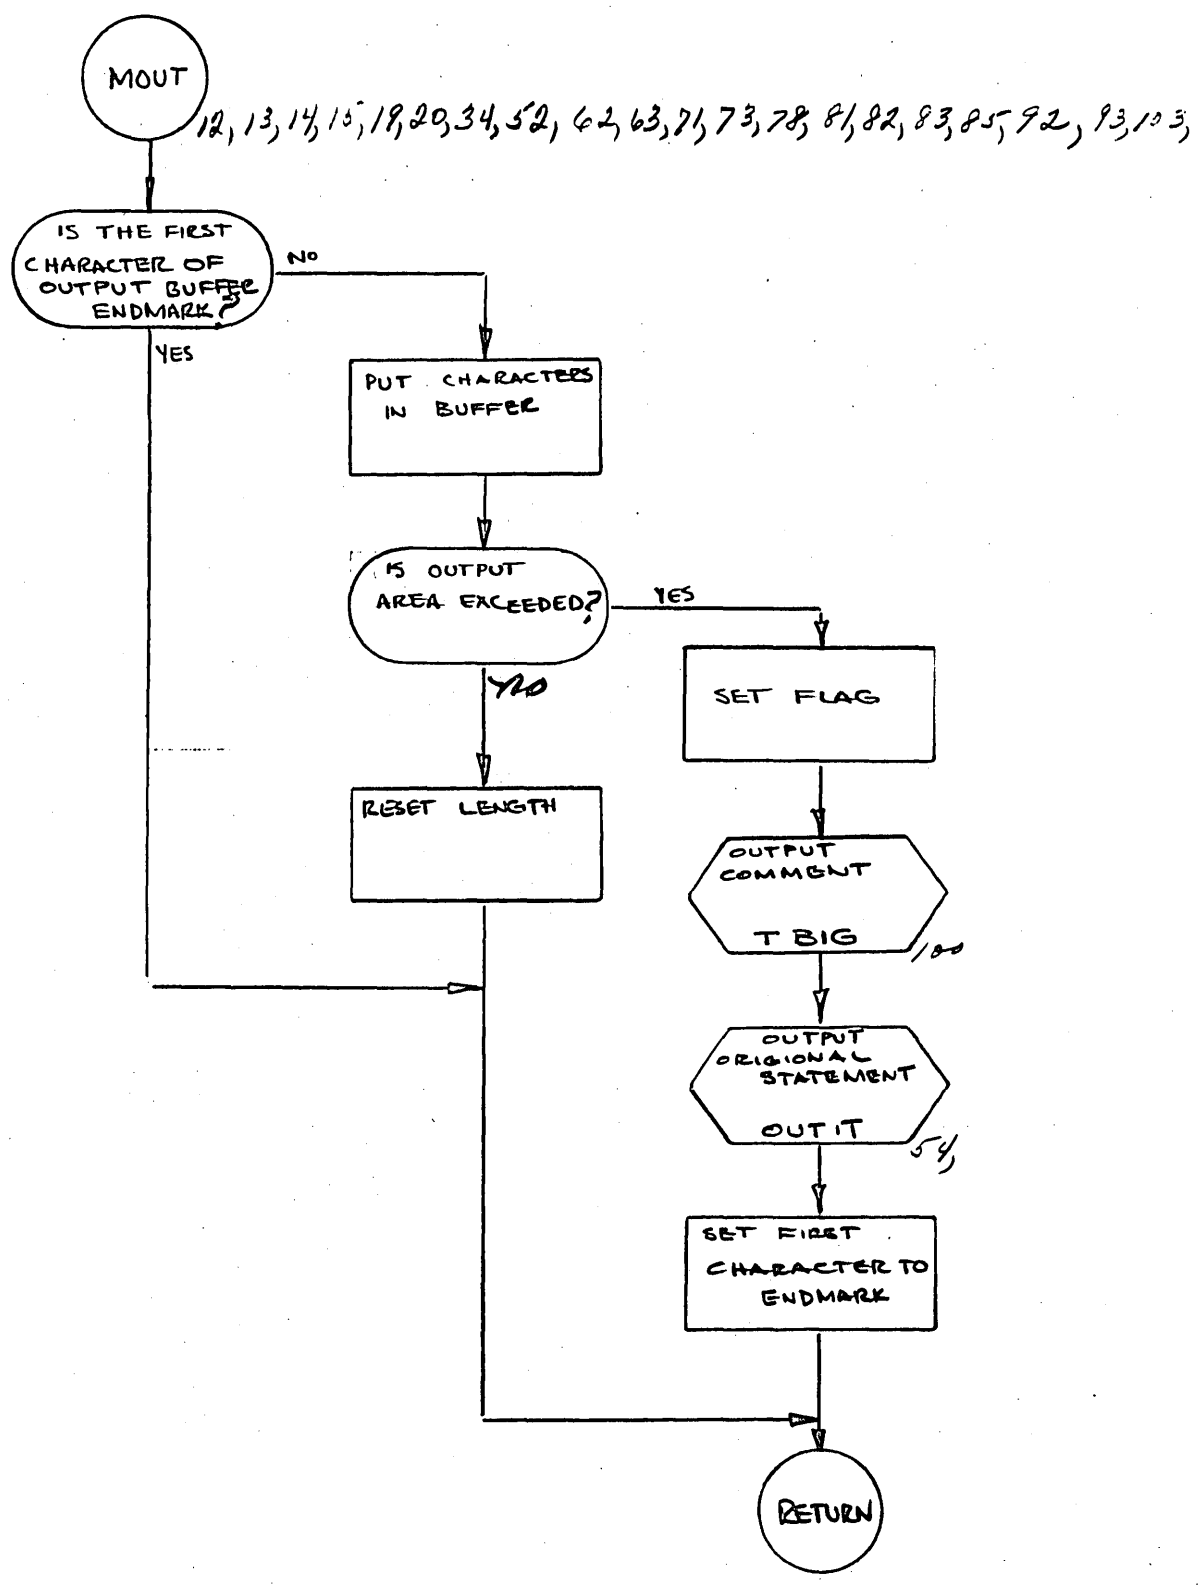 MOUT
12, 13, 14, 15, 19, 20, 34, 52, 62, 63, 71, 73, 78, 81, 82, 83, 85, 92, 93, 103,
IS THE FIRST
CHARACTER OF
OUTPUT BUFFER
ENDMARK?
NO
YES
PUT CHARACTERS
IN BUFFER
IS OUTPUT
AREA EXCEEDED?
YES
no
SET FLAG
RESET LENGTH
OUTPUT
COMMENT
T BIG
100
OUTPUT
ORIGIONAL
STATEMENT
OUT IT
54,
SET FIRST
CHARACTER TO
ENDMARK
RETURN